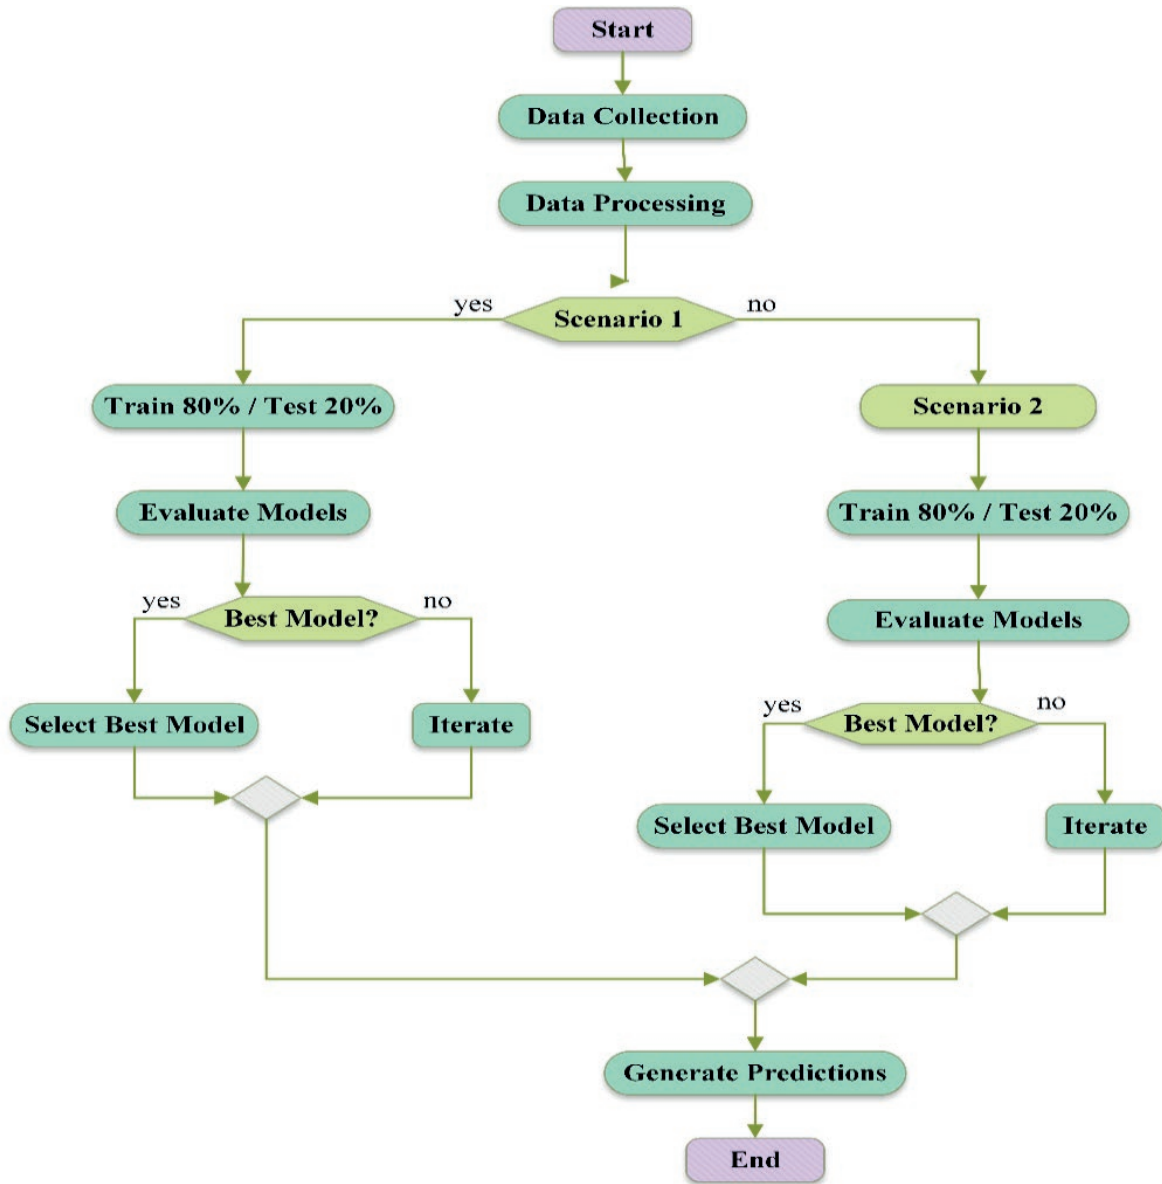 Start
Data Collection
Data Processing
yes
Scenario 1
no
Train 80% / Test 20%
Evaluate Models
yes
Best Model?
no
Select Best Model
Iterate
Scenario 2
Train 80% / Test 20%
Evaluate Models
yes
Best Model?
no
Select Best Model
Iterate
Generate Predictions
End